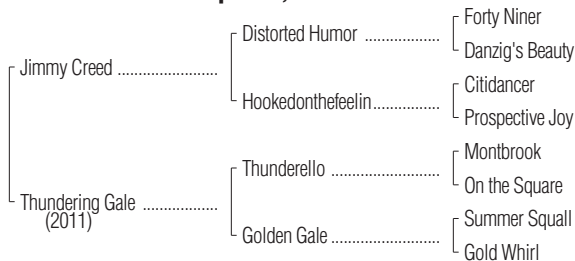 Forty Niner
Distorted Humor ..................
Danzig's Beauty
Jimmy Creed ........................
Citidancer
Hookedonthefeelin................
Prospective Joy
Montbrook
Thunderello ..........................
On the Square
Thundering Gale ..................
(2011)
Summer Squall
Golden Gale ..........................
Gold Whirl